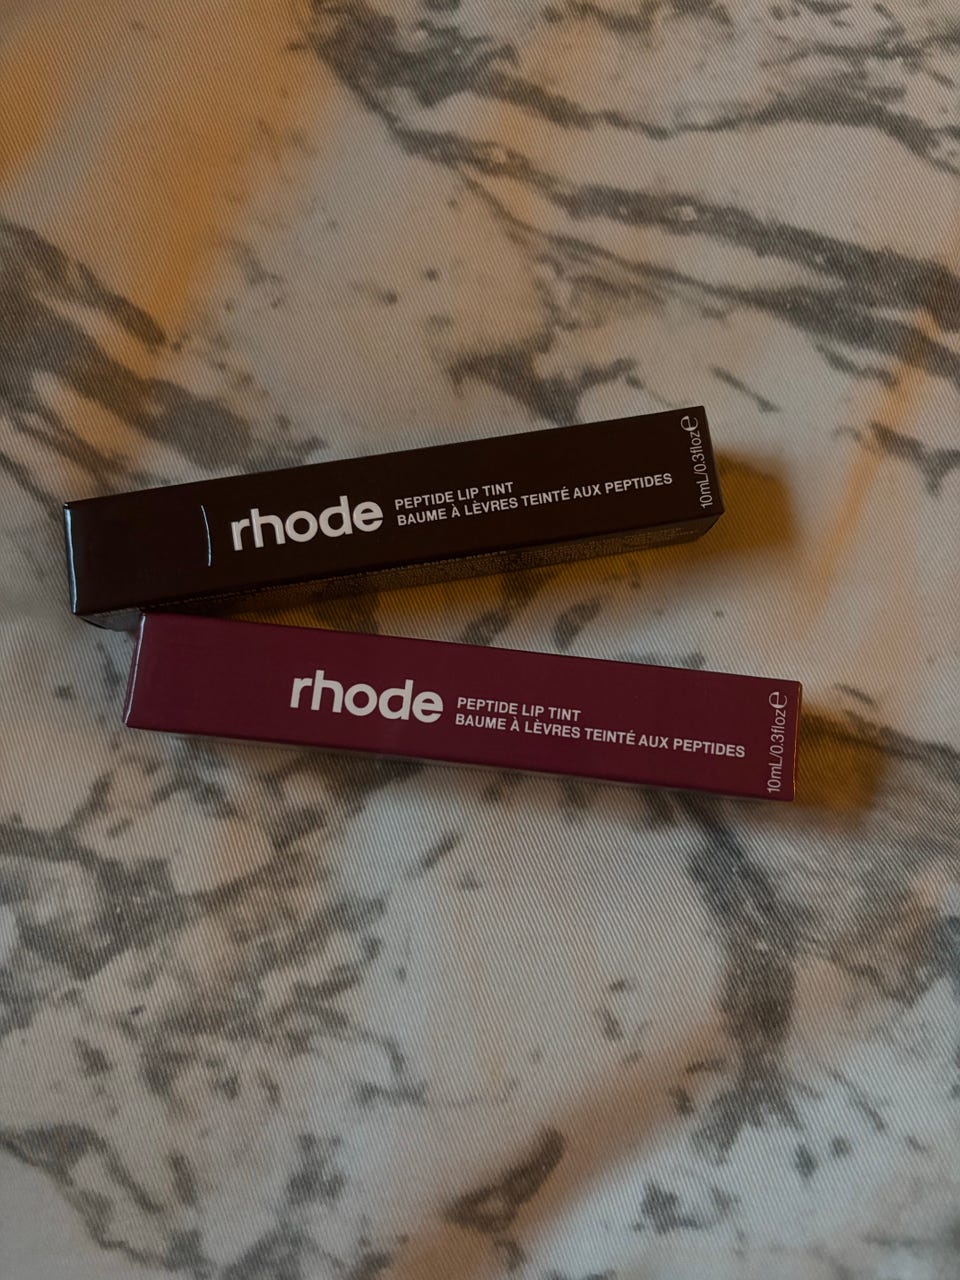 rhode
PEPTIDE LIP TINT
BAUME À LÈVRES TEINTÉ AUX PEPTIDES
10mL/0.3floz℮
rhode
PEPTIDE LIP TINT
BAUME À LÈVRES TEINTÉ AUX PEPTIDES
10mL/0.3floz℮